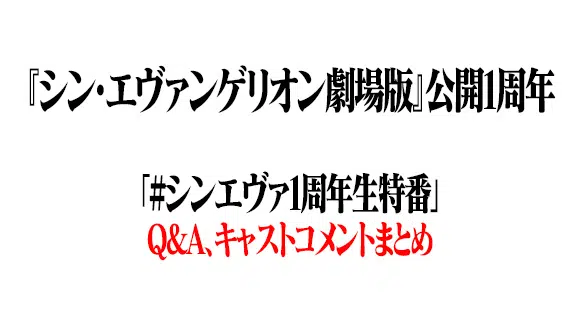 『シン・エヴァンゲリオン劇場版』公開1周年
「#シンエヴァ1周年生特番」
Q&A、キャストコメントまとめ